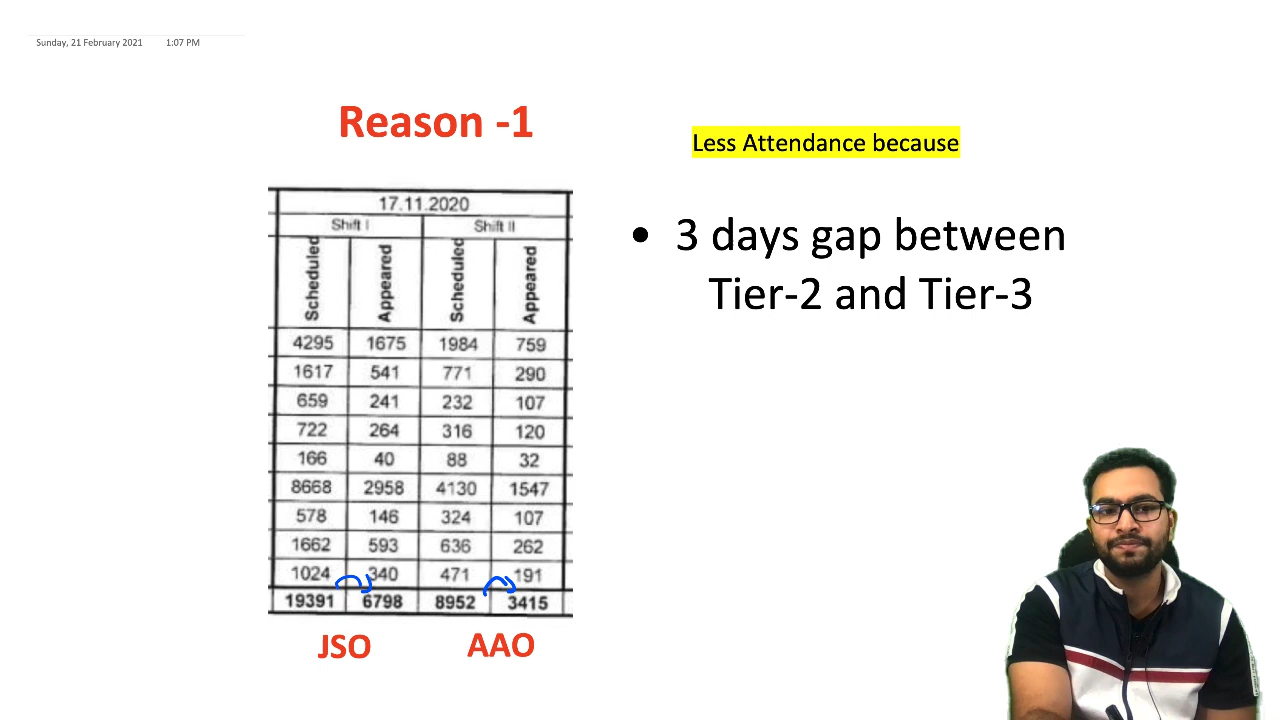 Sunday, 21 February 2021 1:07 PM
Reason -1
Less Attendance because
17.11.2020
Shift I Shift II
Scheduled Appeared Scheduled Appeared
4295 1675 1984 759
1617 541 771 290
659 241 232 107
722 264 316 120
166 40 88 32
8668 2958 4130 1547
578 146 324 107
1662 593 636 262
1024 340 471 191
19391 6798 8952 3415
JSO AAO
• 3 days gap between
Tier-2 and Tier-3